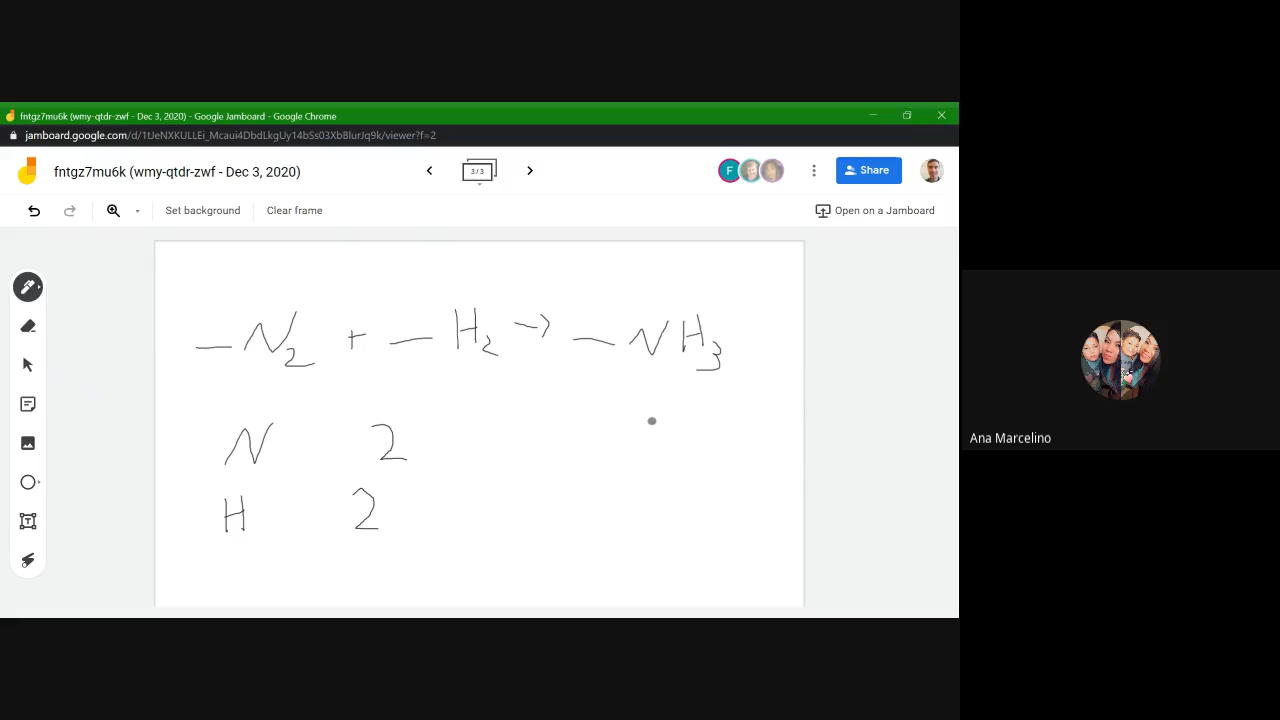 fntgz7mu6k (wmy-qtdr-zwf - Dec 3, 2020) - Google Jamboard - Google Chrome
jamboard.google.com/d/1tJeNXKULLEi_Mcaui4DbdLkgUy14bSs03XbBlurJq9k/viewer?f=2
fntgz7mu6k (wmy-qtdr-zwf - Dec 3, 2020)
3 / 3
F
Share
Set background
Clear frame
Open on a Jamboard
_N₂ + _ H₂ → _ NH₃
N 2
H 2
Ana Marcelino